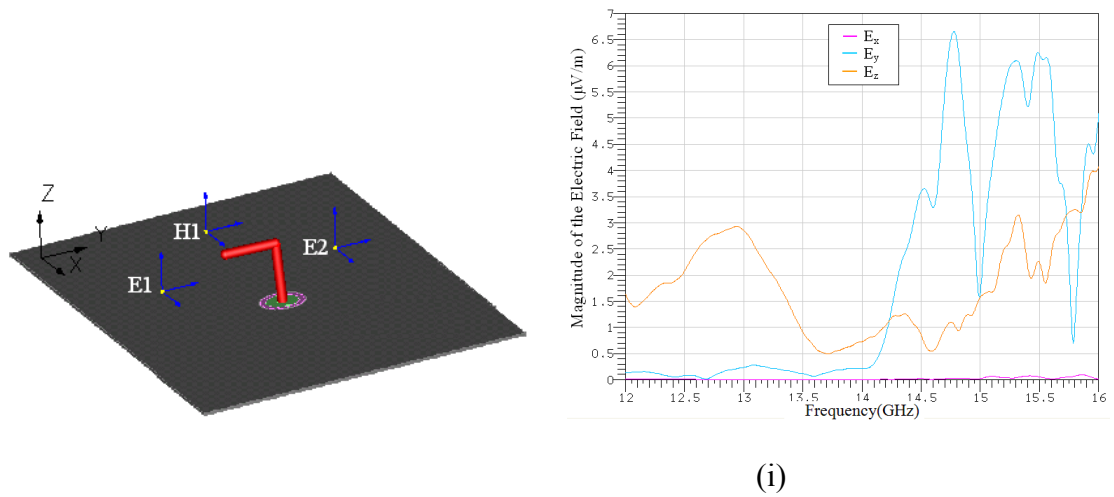 Z
Y
X
H1
E2
E1
Magnitude of the Electric Field (µV/m)
7
6.5
6
5.5
5
4.5
4
3.5
3
2.5
2
1.5
1
0.5
0
Ex
Ey
Ez
12 12.5 13 13.5 14 14.5 15 15.5 16
Frequency(GHz)
(i)